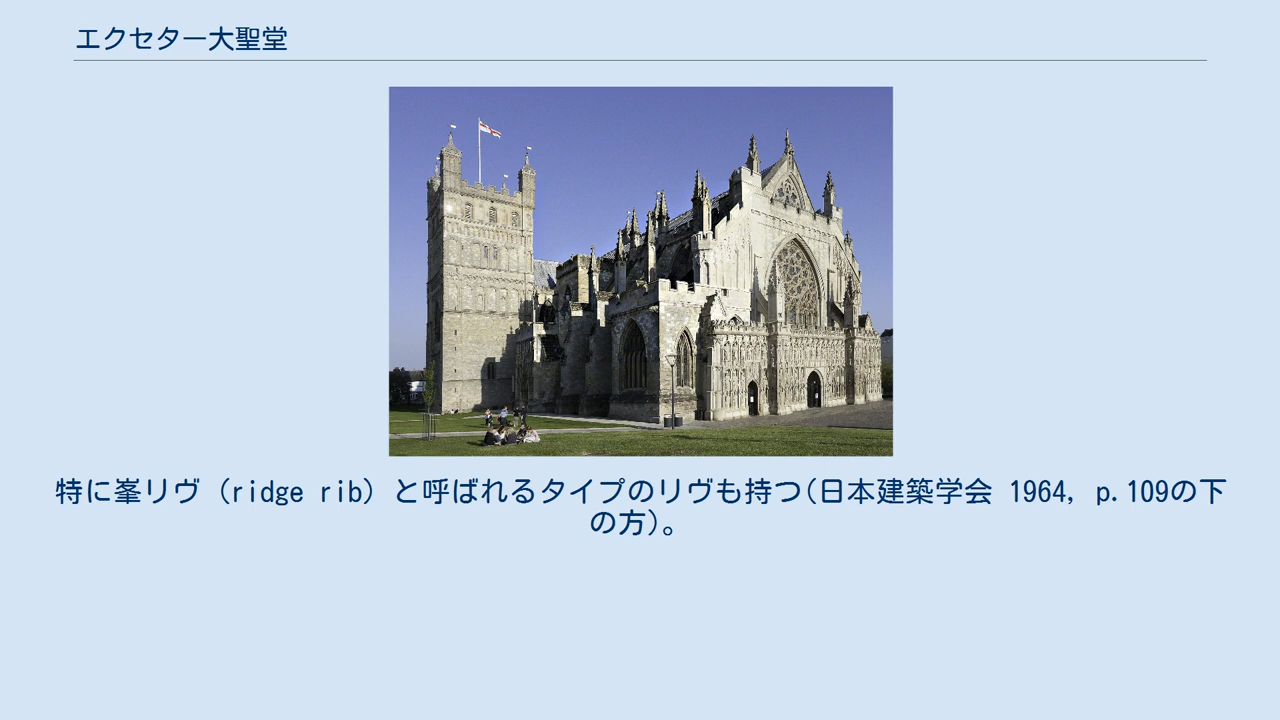 エクセター大聖堂
特に峯リヴ (ridge rib) と呼ばれるタイプのリヴも持つ(日本建築学会 1964, p.109の下
の方)。